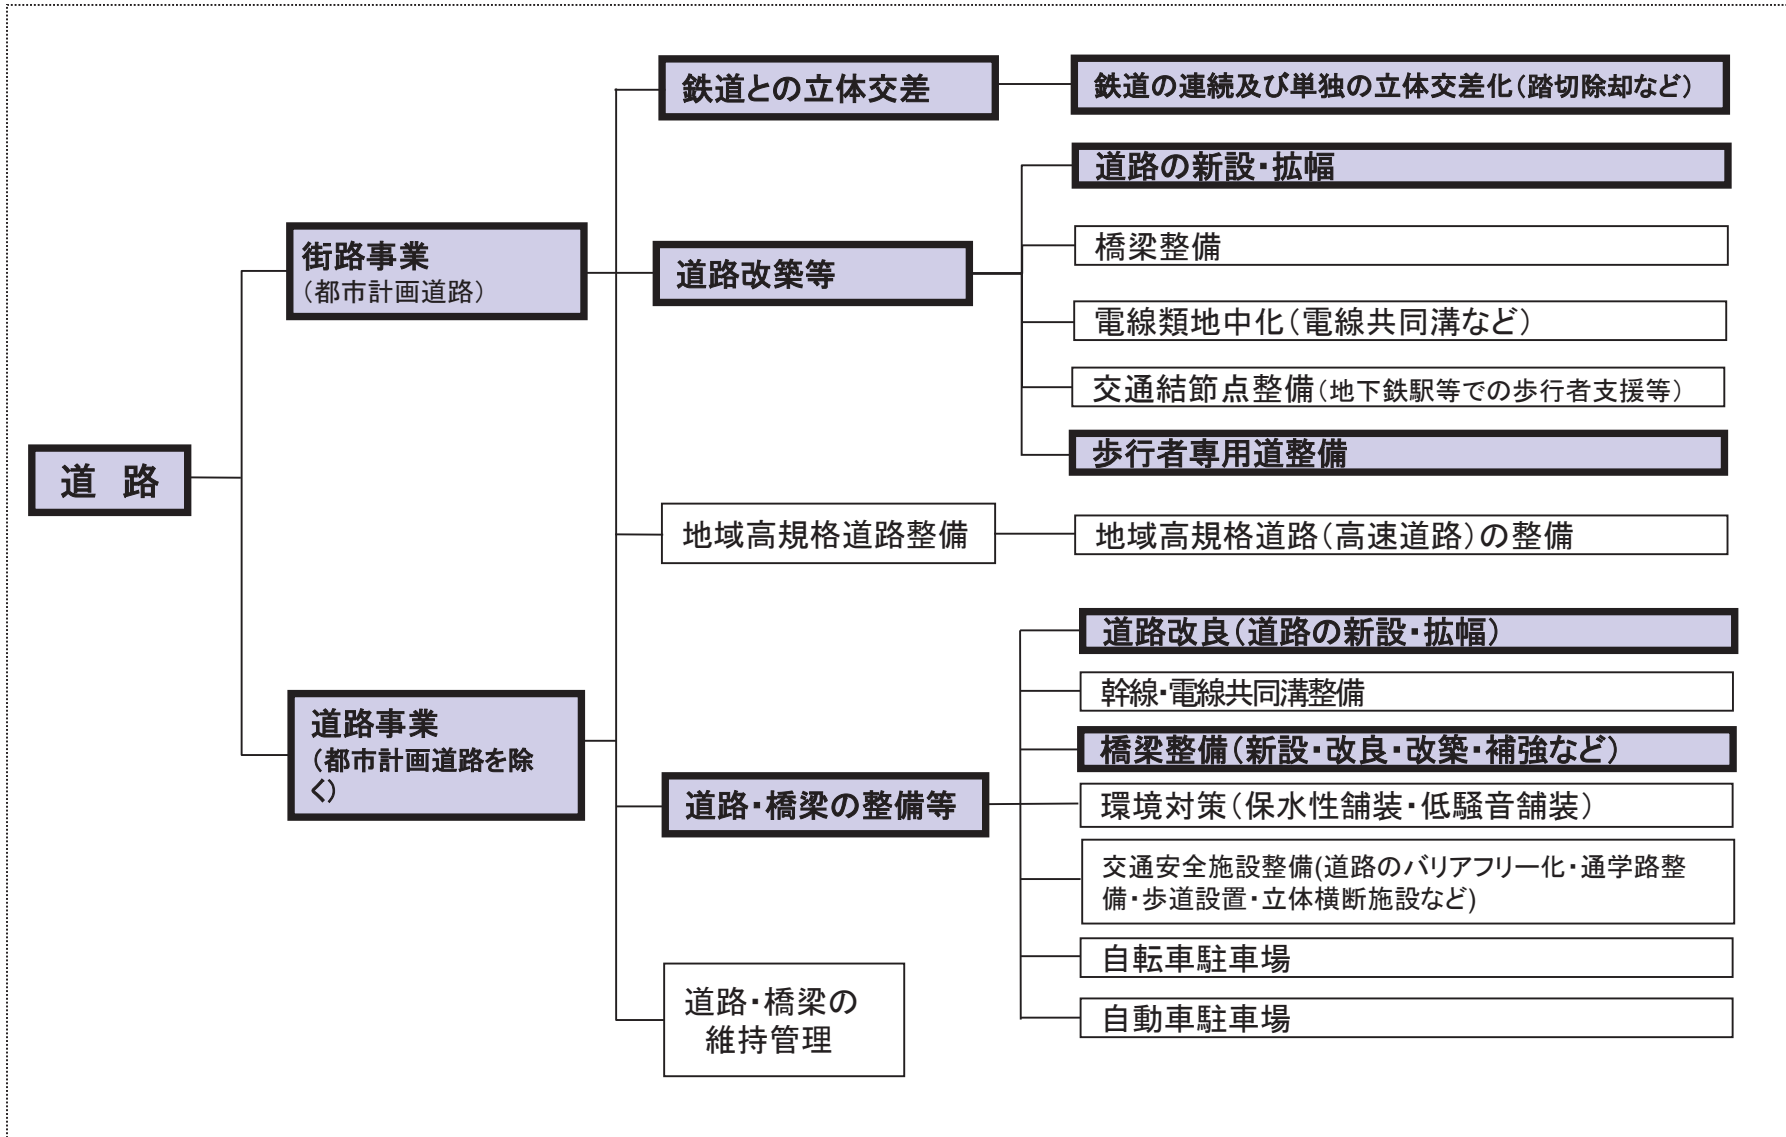 道 路
街路事業
（都市計画道路）
道路事業
（都市計画道路を除
く）
鉄道との立体交差
道路改築等
地域高規格道路整備
道路・橋梁の整備等
道路・橋梁の
維持管理
鉄道の連続及び単独の立体交差化（踏切除却など）
道路の新設・拡幅
橋梁整備
電線類地中化（電線共同溝など）
交通結節点整備（地下鉄駅等での歩行者支援等）
歩行者専用道整備
地域高規格道路（高速道路）の整備
道路改良（道路の新設・拡幅）
幹線・電線共同溝整備
橋梁整備（新設・改良・改築・補強など）
環境対策（保水性舗装・低騒音舗装）
交通安全施設整備(道路のバリアフリー化・通学路整
備・歩道設置・立体横断施設など)
自転車駐車場
自動車駐車場